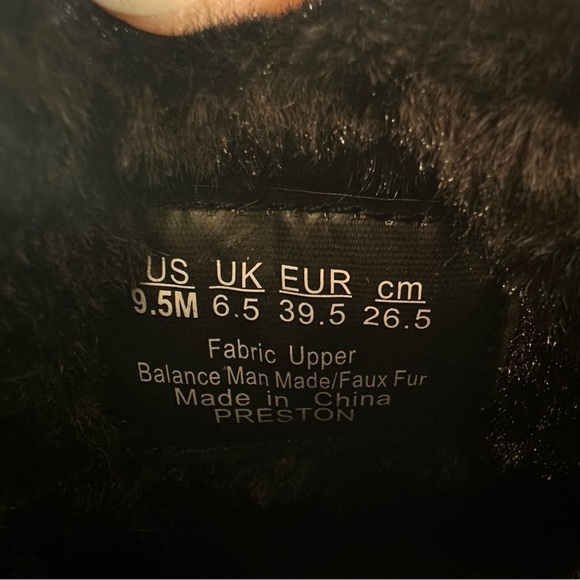 US UK EUR cm
9.5M 6.5 39.5 26.5
Fabric Upper
Balance Man Made/Faux Fur
Made in China
PRESTON